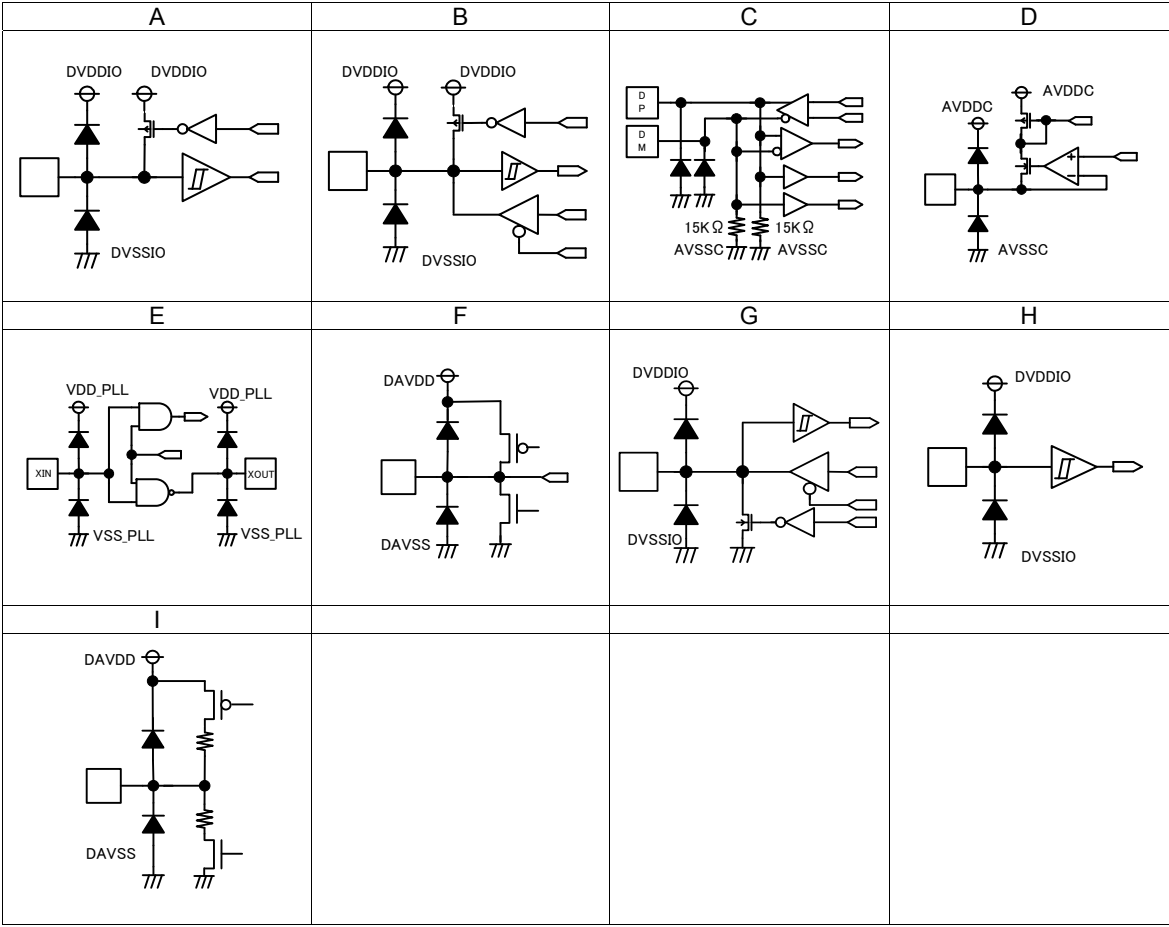 A B C D
DVDDIO DVDDIO
DVSSIO
DVDDIO DVDDIO
DVSSIO
D
P
D
M
15KΩ 15KΩ
AVSSC AVSSC
AVDDC
AVDDC
+
−
AVSSC
E F G H
VDD_PLL VDD_PLL
XIN XOUT
VSS_PLL VSS_PLL
DAVDD
DAVSS
DVDDIO
DVSSIO
DVDDIO
DVSSIO
I
DAVDD
DAVSS